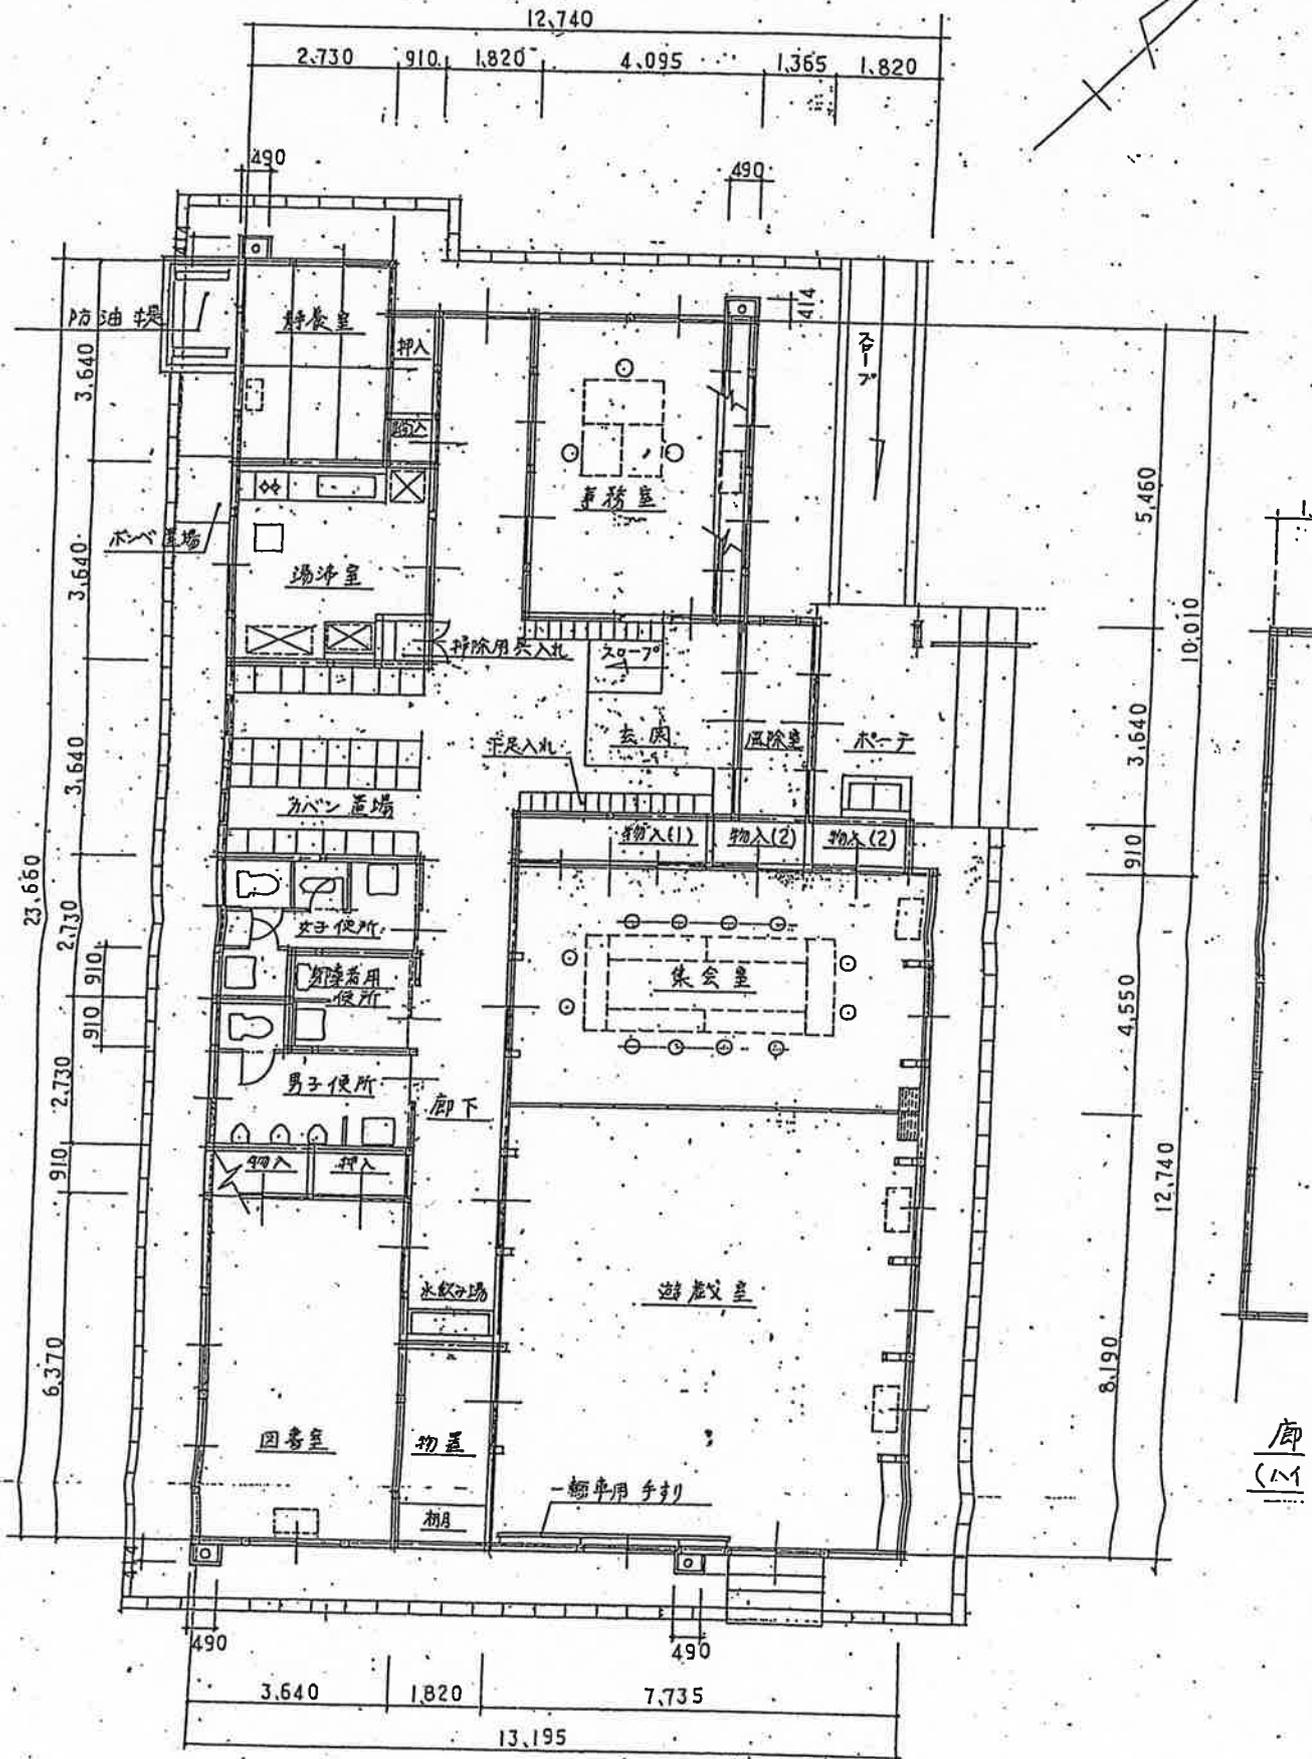 12,740
2,730 910 1,820 4,095 1,365 1,820
490
490
414
防油堤
静養室
押入
物入
スロープ
事務室
ボンベ置場
湯沸室
掃除用具入れ
スロープ
下足入れ
玄関
風除室
ポーチ
カバン置場
物入(1)
物入(2)
物入(2)
女子便所
身障者用
便所
集会室
男子便所
廊下
物入
押入
水飲み場
遊戯室
図書室
物置
棚
一輪車用 手すり
3,640
3,640
3,640
2,730
910
910
2,730
910
6,370
23,660
5,460
3,640
910
4,550
8,190
10,010
12,740
廊
(ハイ
490
490
3,640 1,820 7,735
13,195